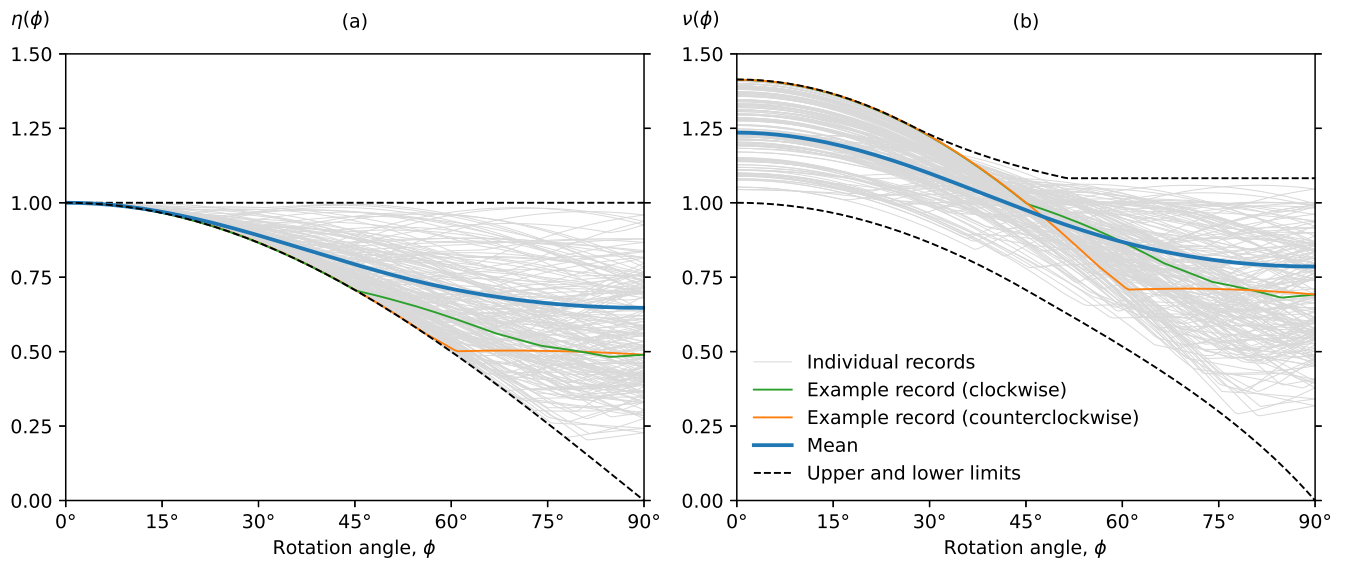 η(ϕ)
(a)
1.50
1.25
1.00
0.75
0.50
0.25
0.00
0° 15° 30° 45° 60° 75° 90°
Rotation angle, ϕ
ν(ϕ)
(b)
1.50
1.25
1.00
0.75
0.50
0.25
0.00
Individual records
Example record (clockwise)
Example record (counterclockwise)
Mean
Upper and lower limits
0° 15° 30° 45° 60° 75° 90°
Rotation angle, ϕ